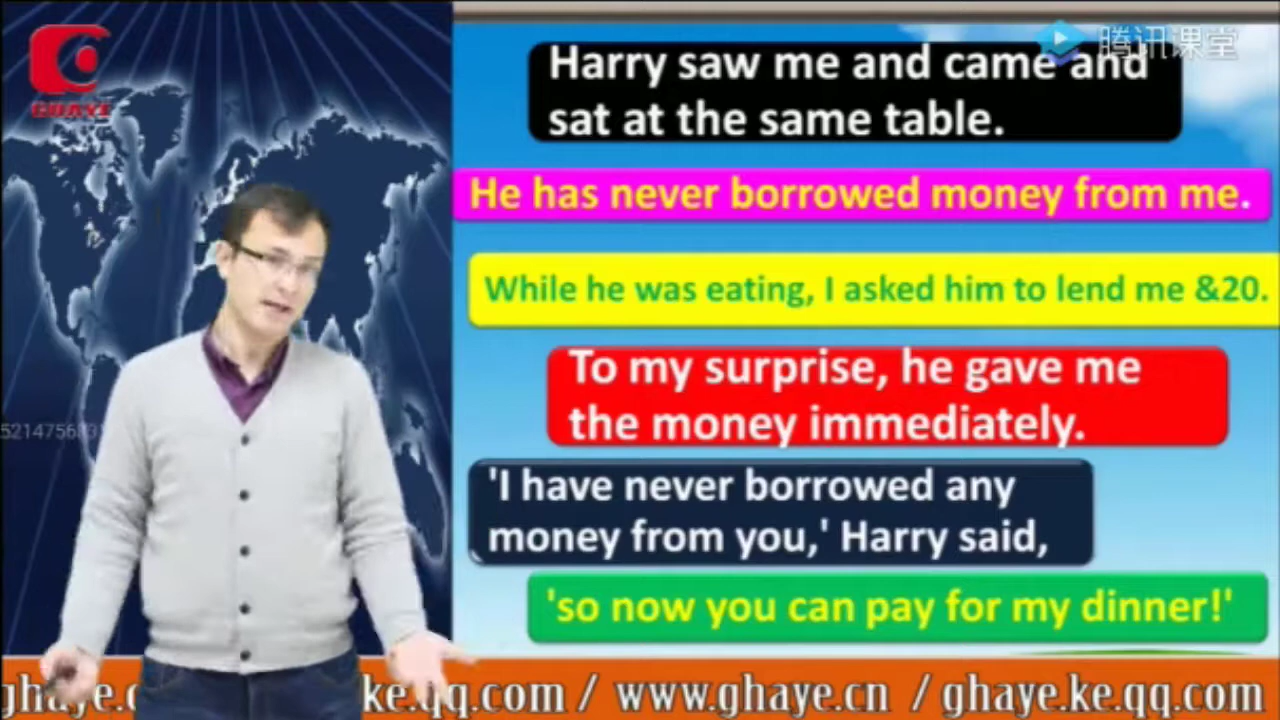 GHAYE
腾讯课堂
Harry saw me and came and
sat at the same table.
He has never borrowed money from me.
While he was eating, I asked him to lend me &20.
To my surprise, he gave me
the money immediately.
'I have never borrowed any
money from you,' Harry said,
'so now you can pay for my dinner!'
ghaye.c ke.qq.com / www.ghaye.cn / ghaye.ke.qq.com